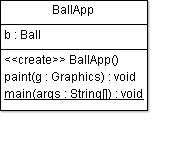 BallApp
b : Ball
<<create>> BallApp()
paint(g : Graphics) : void
main(args : String[]) : void